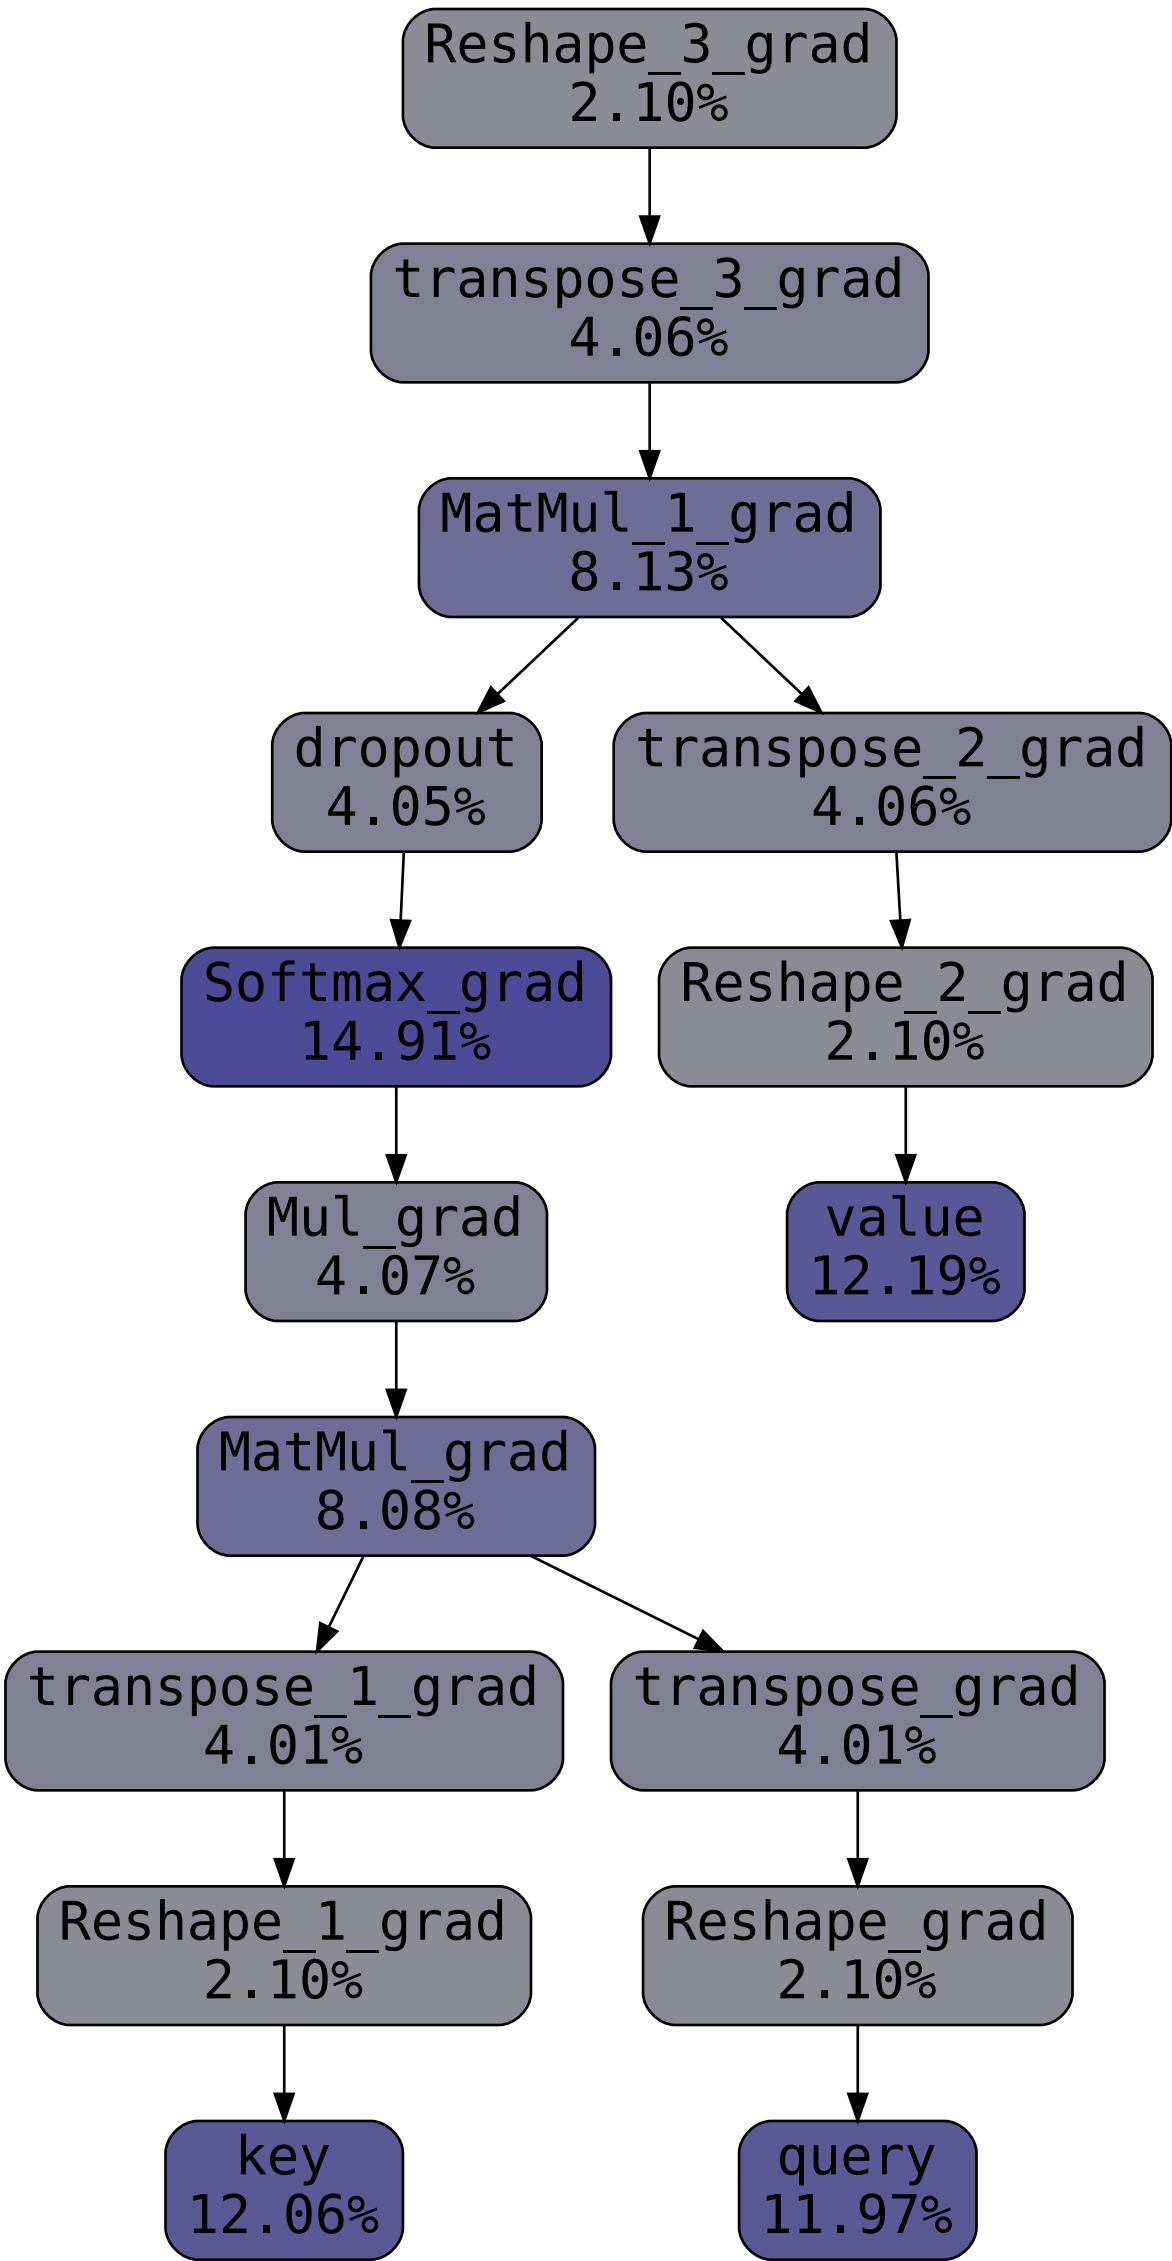 Reshape_3_grad
2.10%
transpose_3_grad
4.06%
MatMul_1_grad
8.13%
dropout
4.05%
transpose_2_grad
4.06%
Softmax_grad
14.91%
Reshape_2_grad
2.10%
Mul_grad
4.07%
value
12.19%
MatMul_grad
8.08%
transpose_1_grad
4.01%
transpose_grad
4.01%
Reshape_1_grad
2.10%
Reshape_grad
2.10%
key
12.06%
query
11.97%